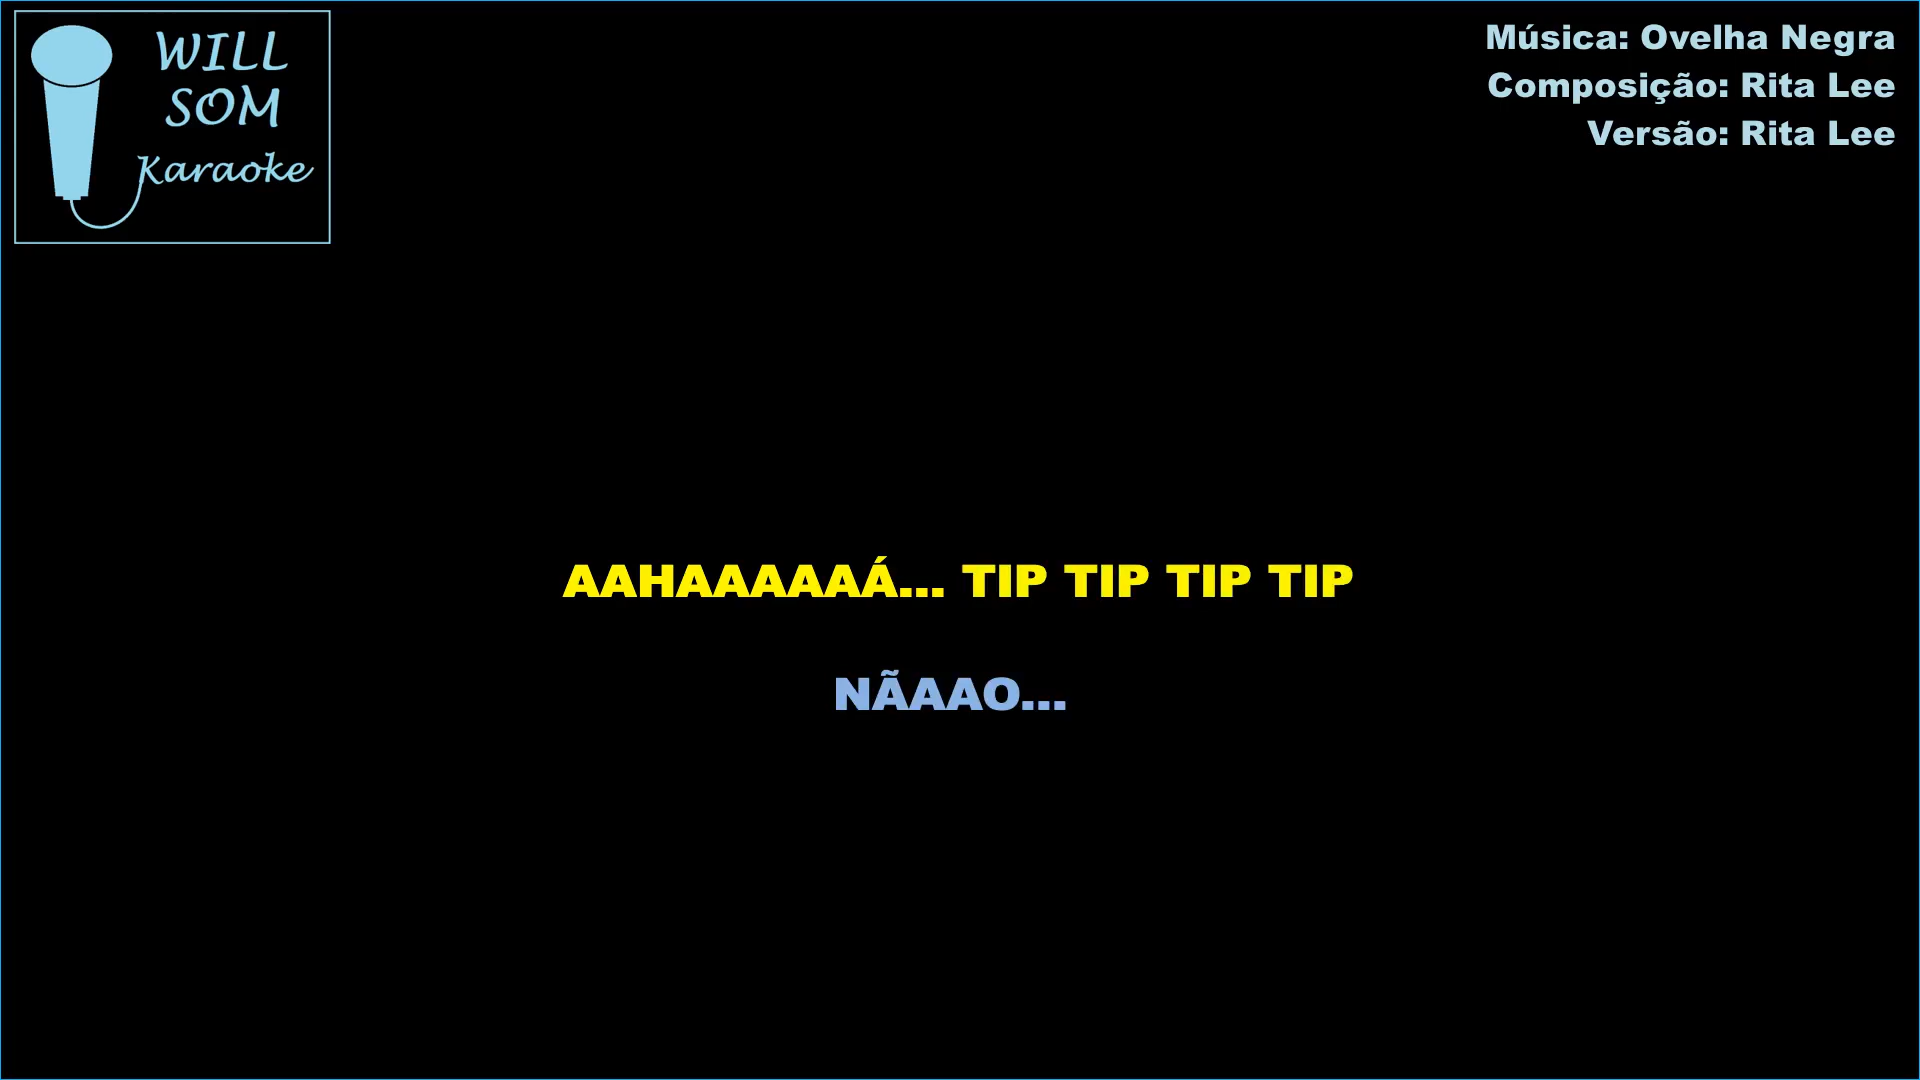 WILL
SOM
Karaoke
Música: Ovelha Negra
Composição: Rita Lee
Versão: Rita Lee
AAHAAAAAÁ... TIP TIP TIP TIP
NÃAAO...